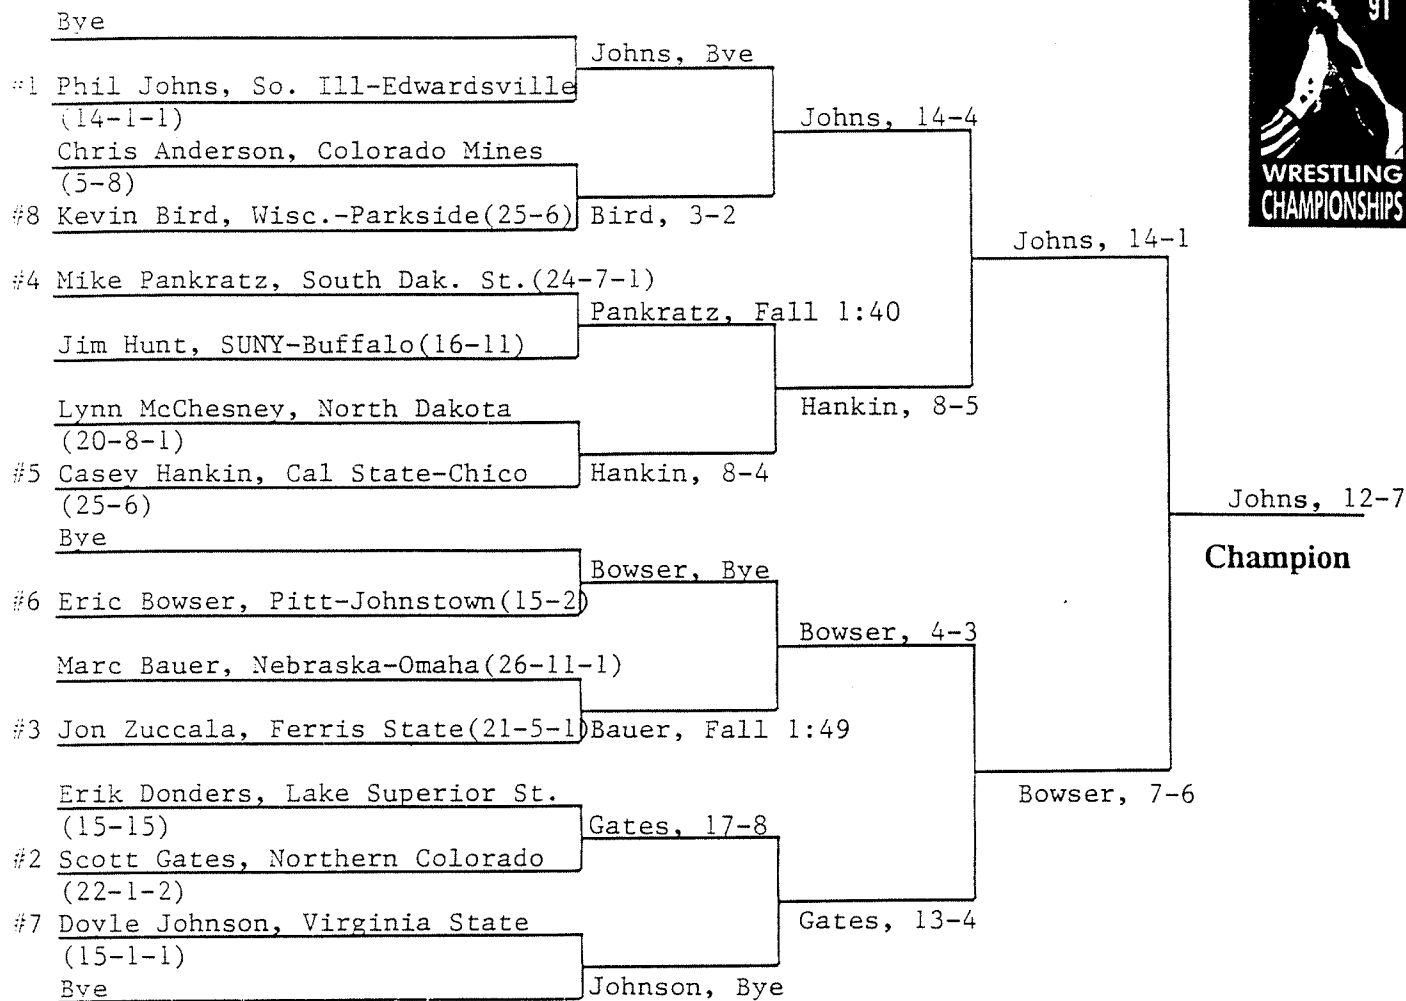 Bye
91
Johns, Bye
#1 Phil Johns, So. Ill-Edwardsville
(14-1-1)
Johns, 14-4
Chris Anderson, Colorado Mines
(5-8)
WRESTLING
CHAMPIONSHIPS
#8 Kevin Bird, Wisc.-Parkside(25-6)
Bird, 3-2
Johns, 14-1
#4 Mike Pankratz, South Dak. St.(24-7-1)
Pankratz, Fall 1:40
Jim Hunt, SUNY-Buffalo(16-11)
Lynn McChesney, North Dakota
(20-8-1)
Hankin, 8-5
#5 Casey Hankin, Cal State-Chico
(25-6)
Hankin, 8-4
Johns, 12-7
Champion
Bye
Bowser, Bye
#6 Eric Bowser, Pitt-Johnstown(15-2)
Bowser, 4-3
Marc Bauer, Nebraska-Omaha(26-11-1)
#3 Jon Zuccala, Ferris State(21-5-1)
Bauer, Fall 1:49
Bowser, 7-6
Erik Donders, Lake Superior St.
(15-15)
Gates, 17-8
#2 Scott Gates, Northern Colorado
(22-1-2)
Gates, 13-4
#7 Doyle Johnson, Virginia State
(15-1-1)
Bye
Johnson, Bye